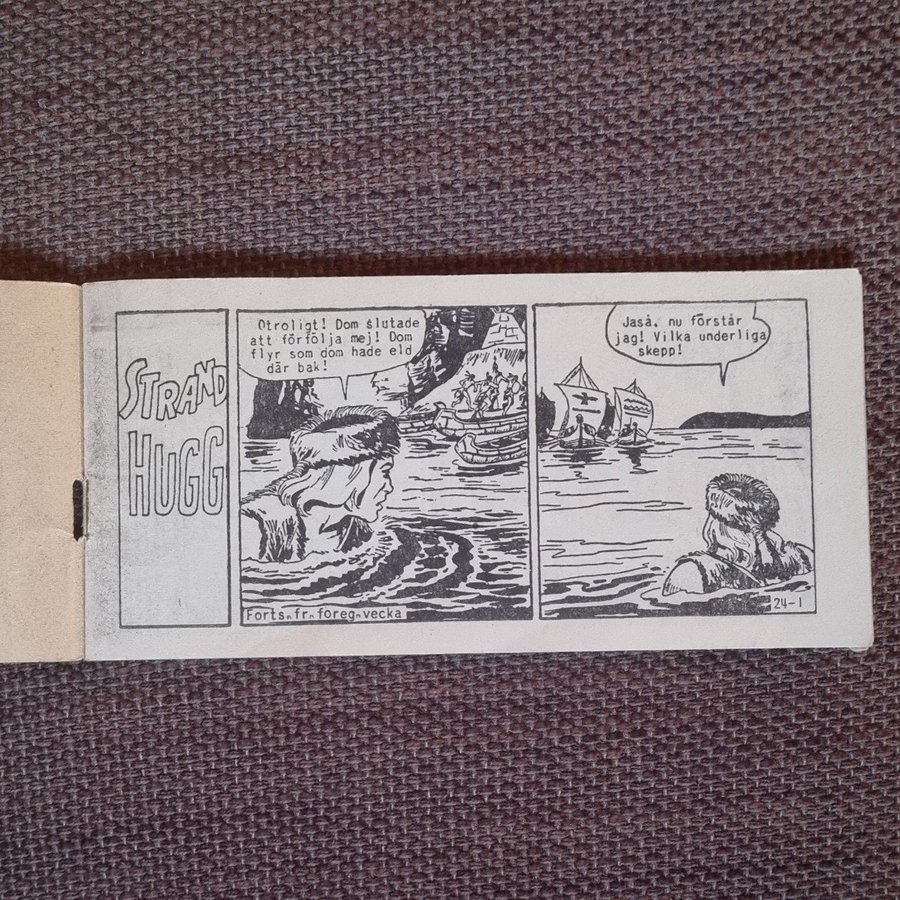 STRAND
HUGG
Otroligt! Dom slutade
att förfölja mej! Dom
flyr som dom hade eld
där bak!
Forts. fr. föreg. vecka
Jaså, nu förstår
jag! Vilka underliga
skepp!
24-1